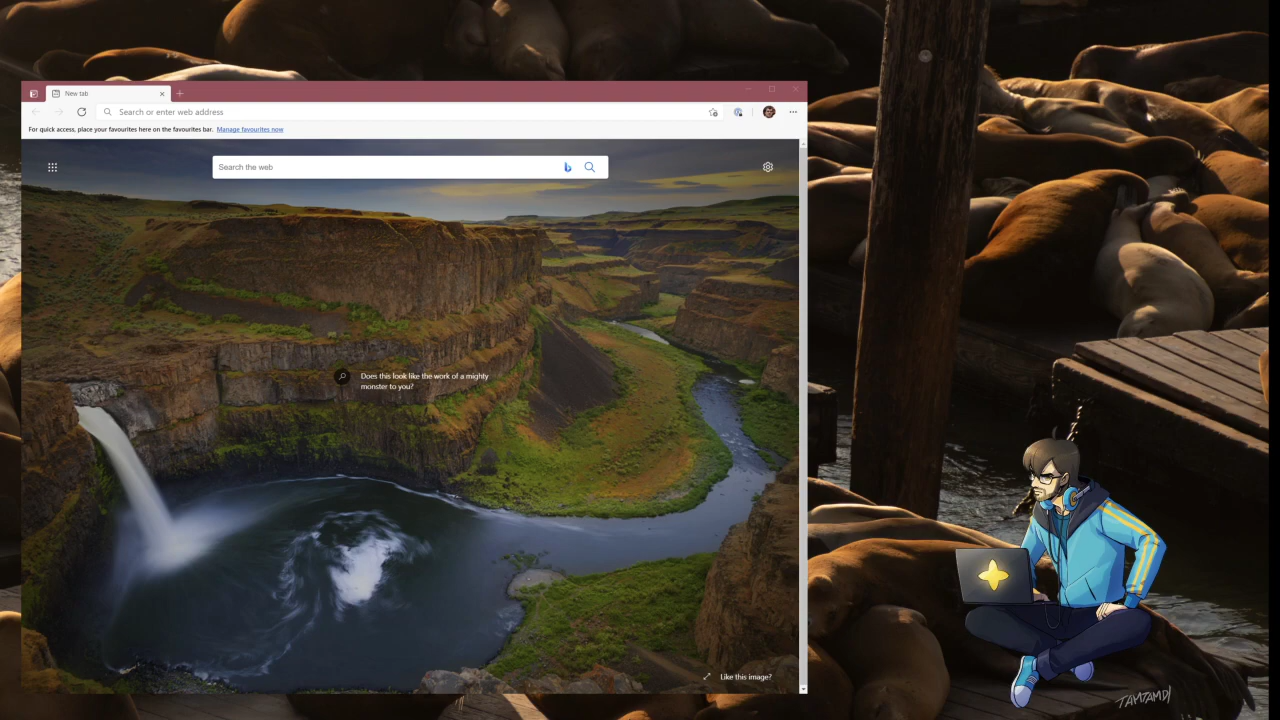 New tab
Search or enter web address
For quick access, place your favourites here on the favourites bar. Manage favourites now
Search the web
Does this look like the work of a mighty
monster to you?
Like this image?
TAMTAMDI